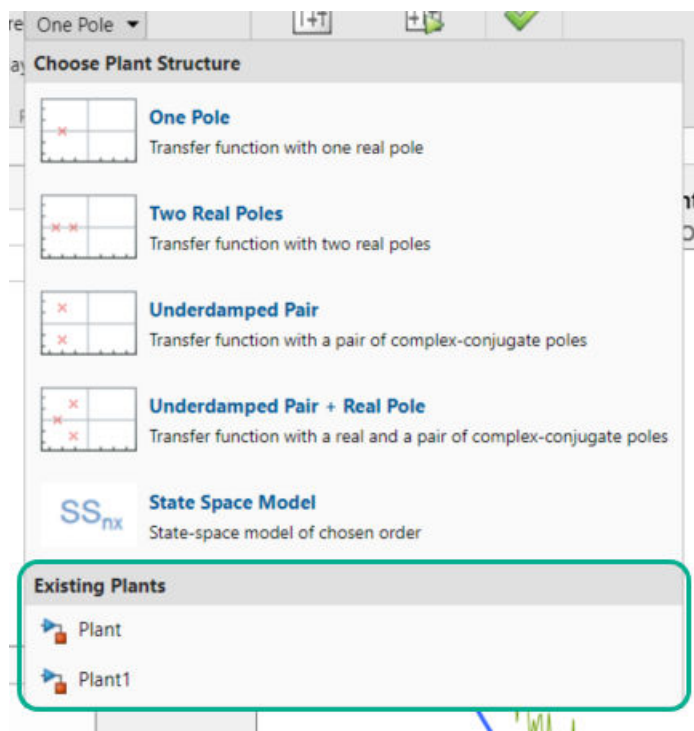 re One Pole
Choose Plant Structure
One Pole
Transfer function with one real pole
Two Real Poles
Transfer function with two real poles
Underdamped Pair
Transfer function with a pair of complex-conjugate poles
Underdamped Pair + Real Pole
Transfer function with a real and a pair of complex-conjugate poles
SSnx
State Space Model
State-space model of chosen order
Existing Plants
Plant
Plant1